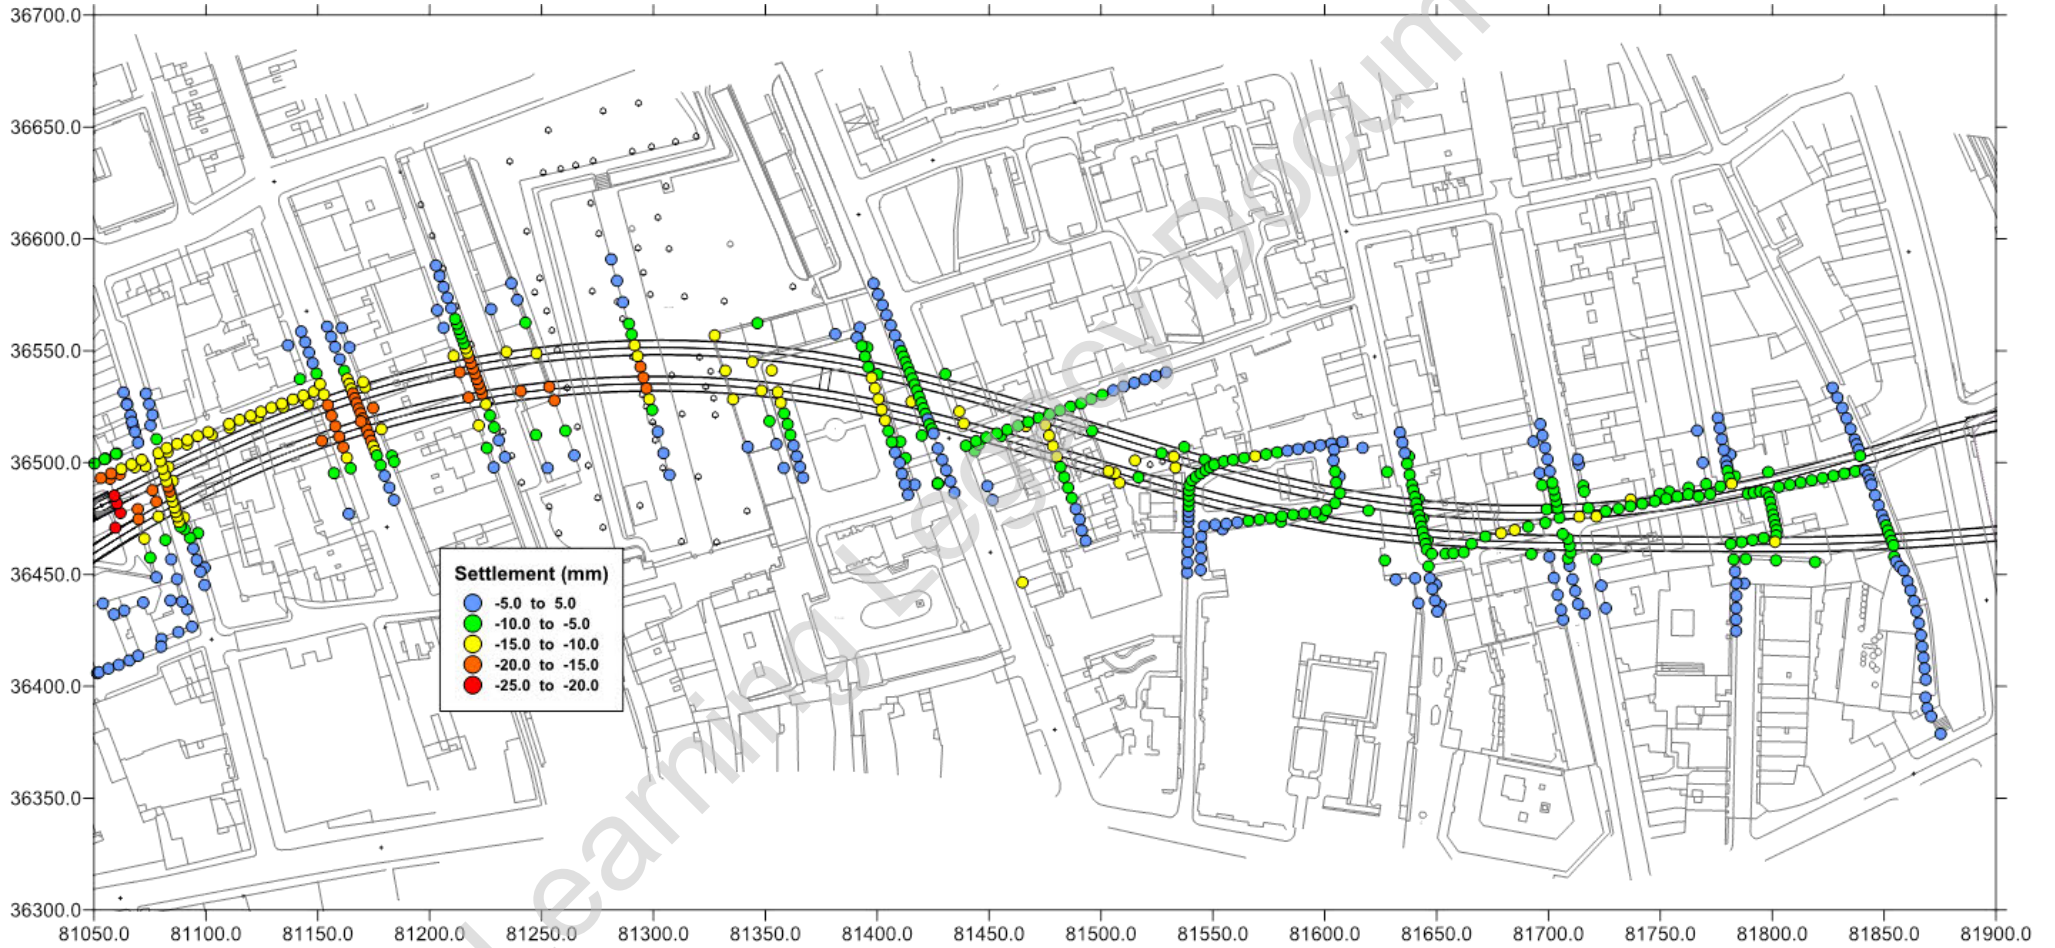 36700.0
36650.0
36600.0
36550.0
36500.0
36450.0
36400.0
36350.0
36300.0
Settlement (mm)
-5.0 to 5.0
-10.0 to -5.0
-15.0 to -10.0
-20.0 to -15.0
-25.0 to -20.0
81050.0 81100.0 81150.0 81200.0 81250.0 81300.0 81350.0 81400.0 81450.0 81500.0 81550.0 81600.0 81650.0 81700.0 81750.0 81800.0 81850.0 81900.0
Learning Legacy Docum